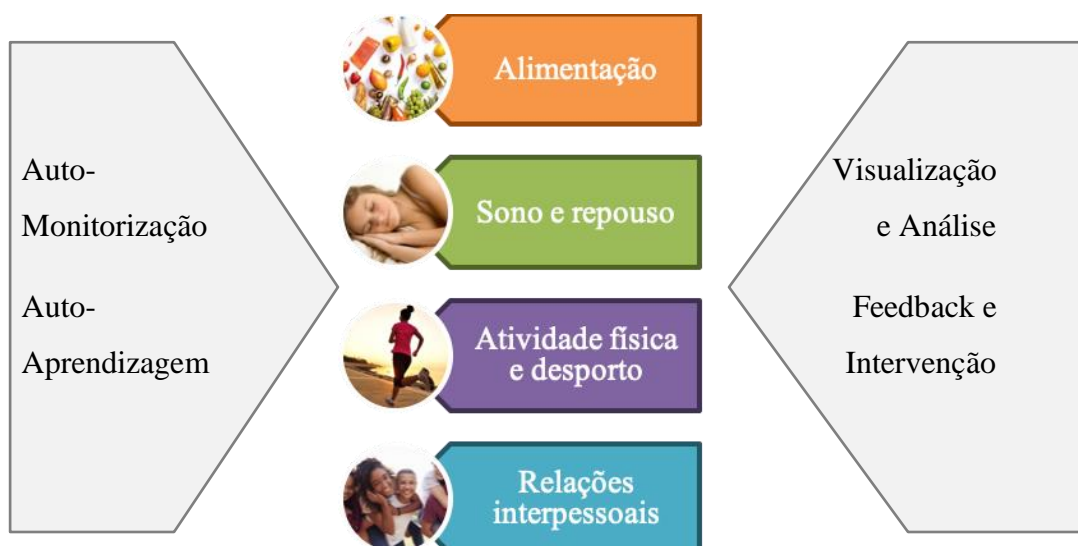 Auto-
Monitorização
Auto-
Aprendizagem
Alimentação
Sono e repouso
Atividade física
e desporto
Relações
interpessoais
Visualização
e Análise
Feedback e
Intervenção